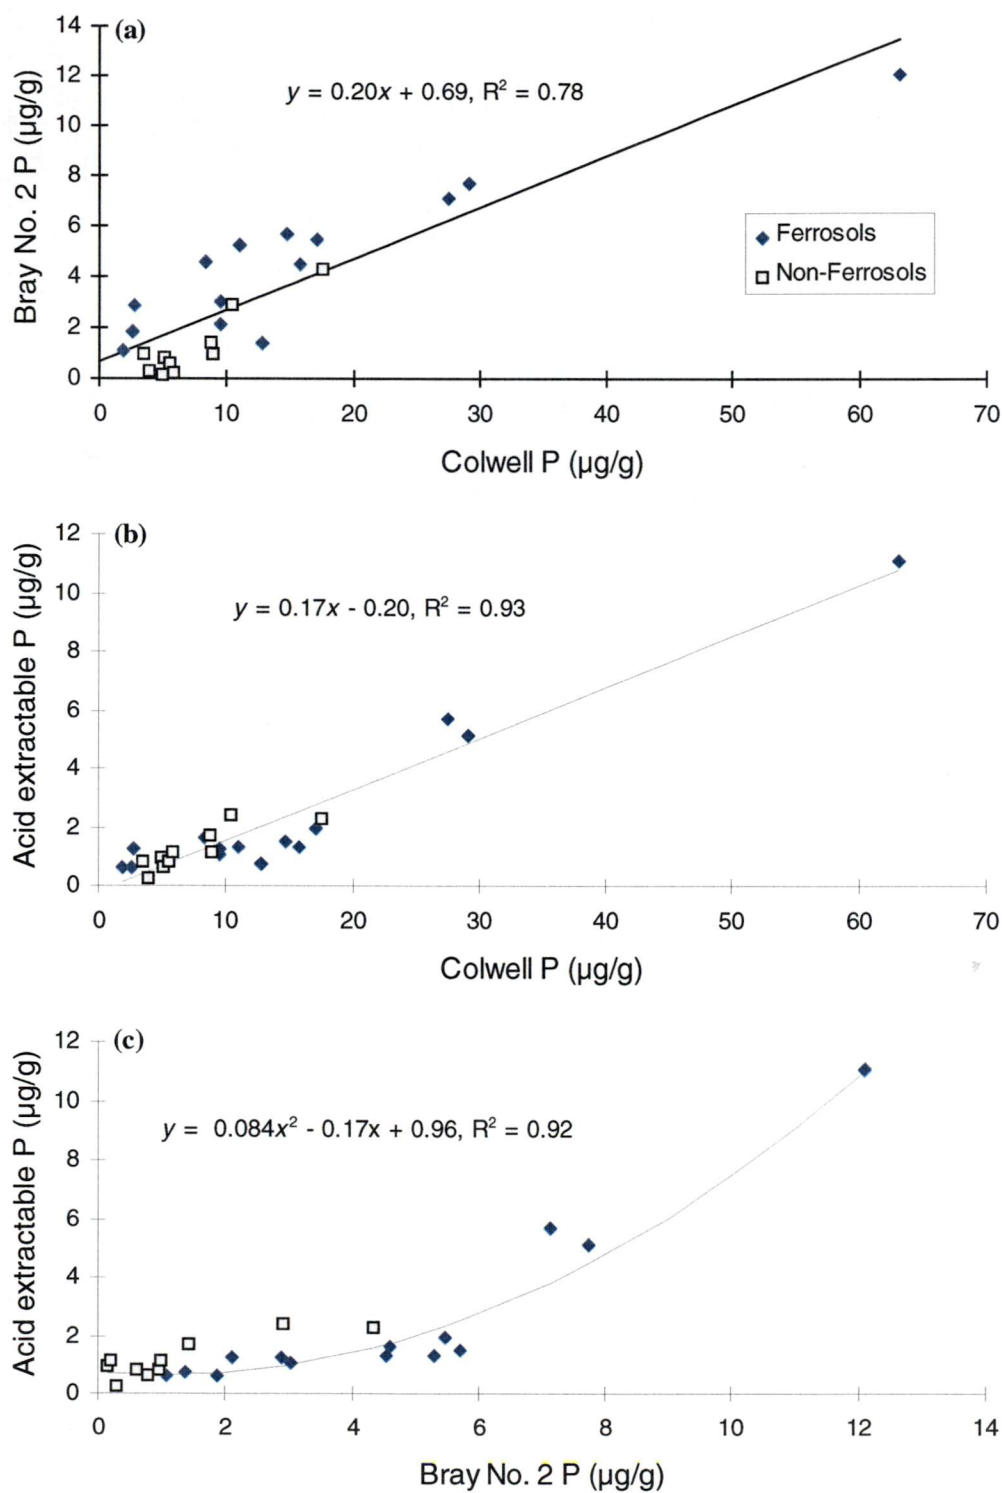 (a)
14
12
10
8
6
4
2
0
Bray No. 2 P (µg/g)
y = 0.20x + 0.69, R² = 0.78
Ferrosols
Non-Ferrosols
0 10 20 30 40 50 60 70
Colwell P (µg/g)
(b)
12
10
8
6
4
2
0
Acid extractable P (µg/g)
y = 0.17x - 0.20, R² = 0.93
0 10 20 30 40 50 60 70
Colwell P (µg/g)
(c)
12
10
8
6
4
2
0
Acid extractable P (µg/g)
y = 0.084x² - 0.17x + 0.96, R² = 0.92
0 2 4 6 8 10 12 14
Bray No. 2 P (µg/g)